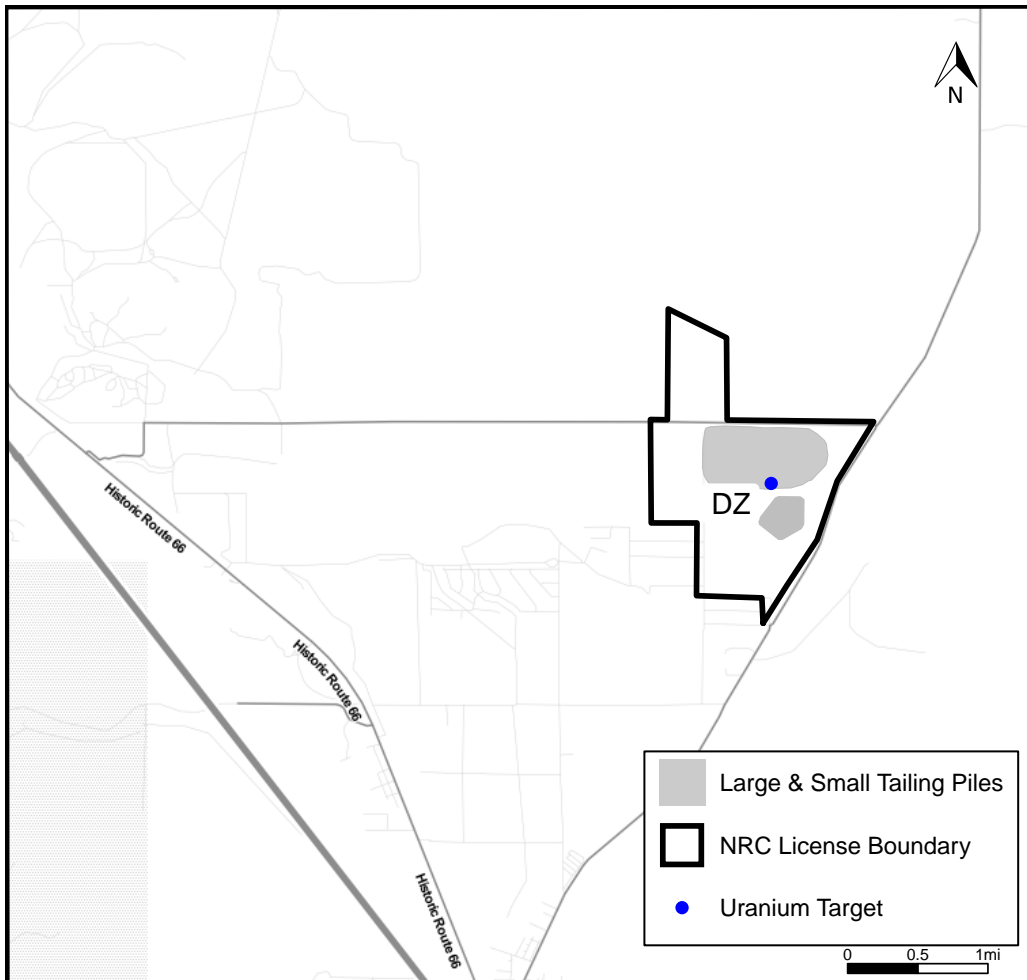 N
DZ
Historic Route 66
Historic Route 66
Historic Route 66
Large & Small Tailing Piles
NRC License Boundary
Uranium Target
0 0.5 1mi